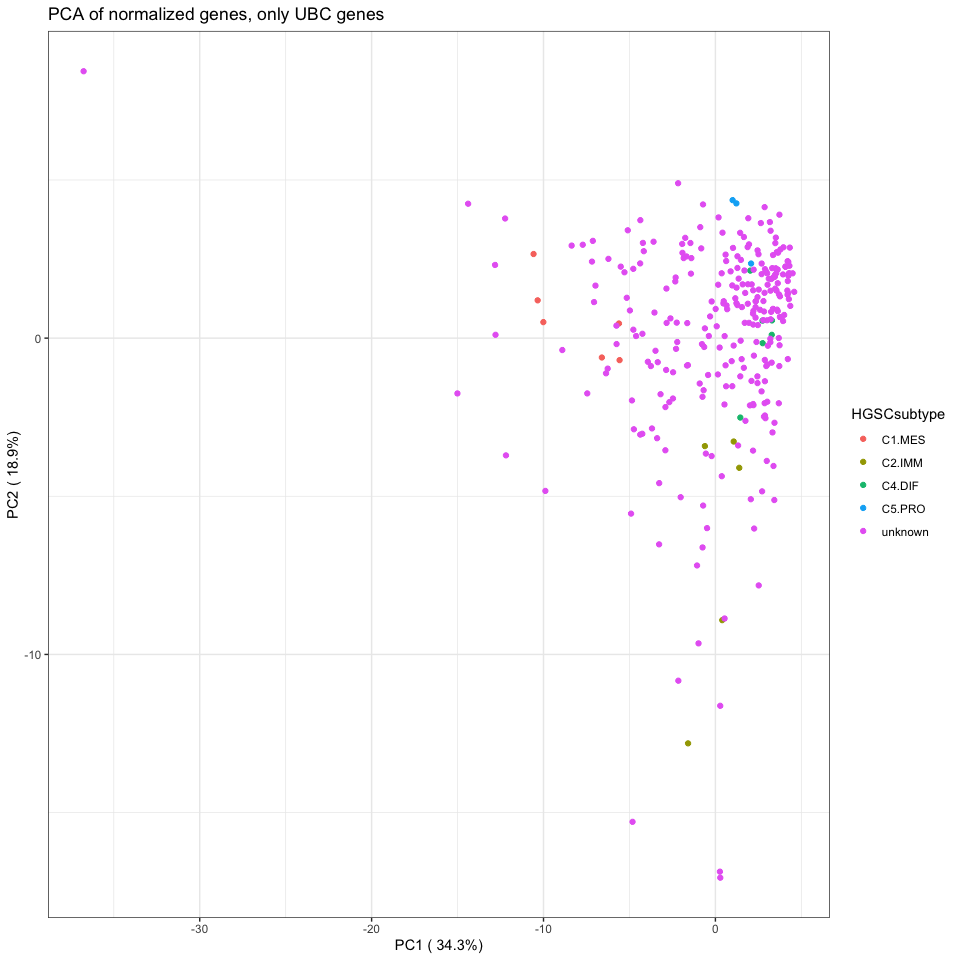 PCA of normalized genes, only UBC genes
0
-10
PC2 ( 18.9%)
-30
-20
-10
0
PC1 ( 34.3%)
HGSCsubtype
C1.MES
C2.IMM
C4.DIF
C5.PRO
unknown